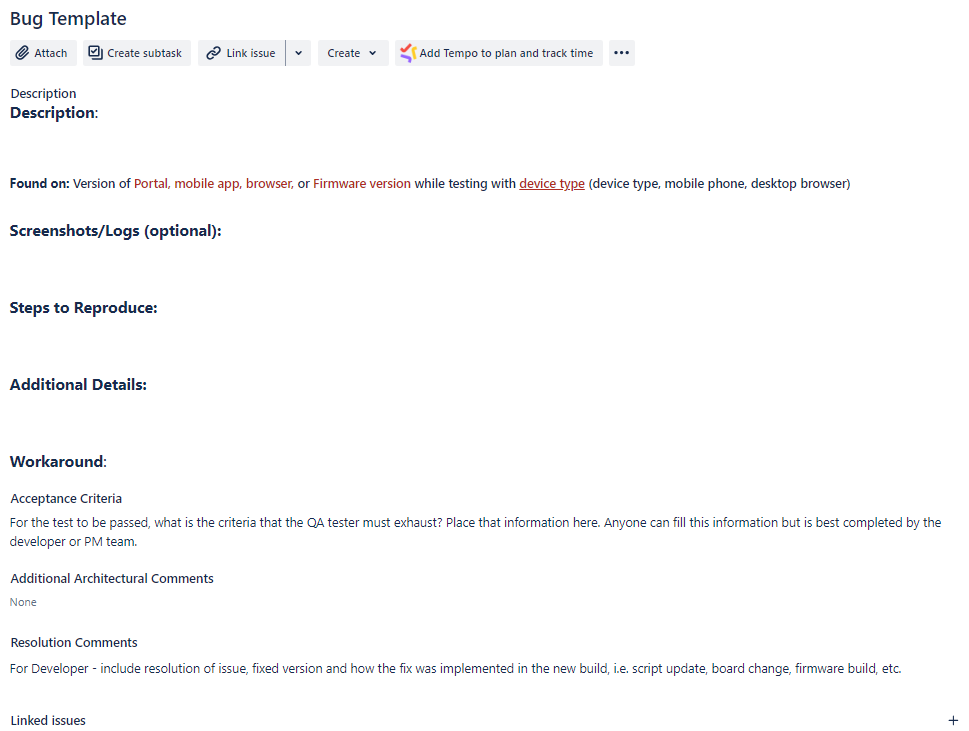 Bug Template
Attach
Create subtask
Link issue
Create
Add Tempo to plan and track time
Description
Description:
Found on: Version of Portal, mobile app, browser, or Firmware version while testing with device type (device type, mobile phone, desktop browser)
Screenshots/Logs (optional):
Steps to Reproduce:
Additional Details:
Workaround:
Acceptance Criteria
For the test to be passed, what is the criteria that the QA tester must exhaust? Place that information here. Anyone can fill this information but is best completed by the
developer or PM team.
Additional Architectural Comments
None
Resolution Comments
For Developer - include resolution of issue, fixed version and how the fix was implemented in the new build, i.e. script update, board change, firmware build, etc.
Linked issues